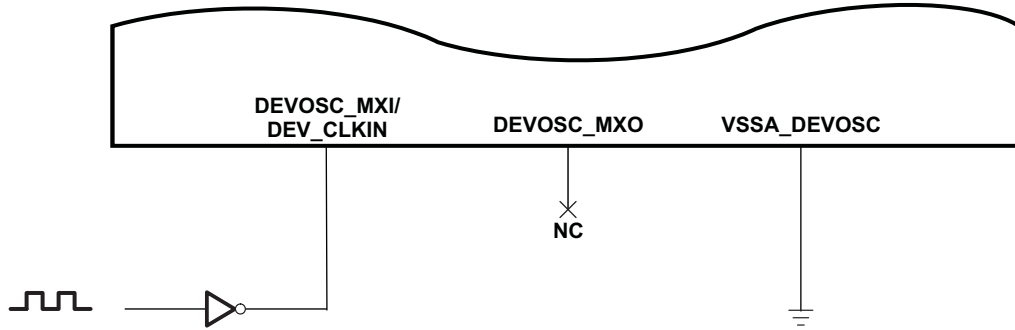 DEVOSC_MXI/
DEV_CLKIN
DEVOSC_MXO
VSSA_DEVOSC
NC